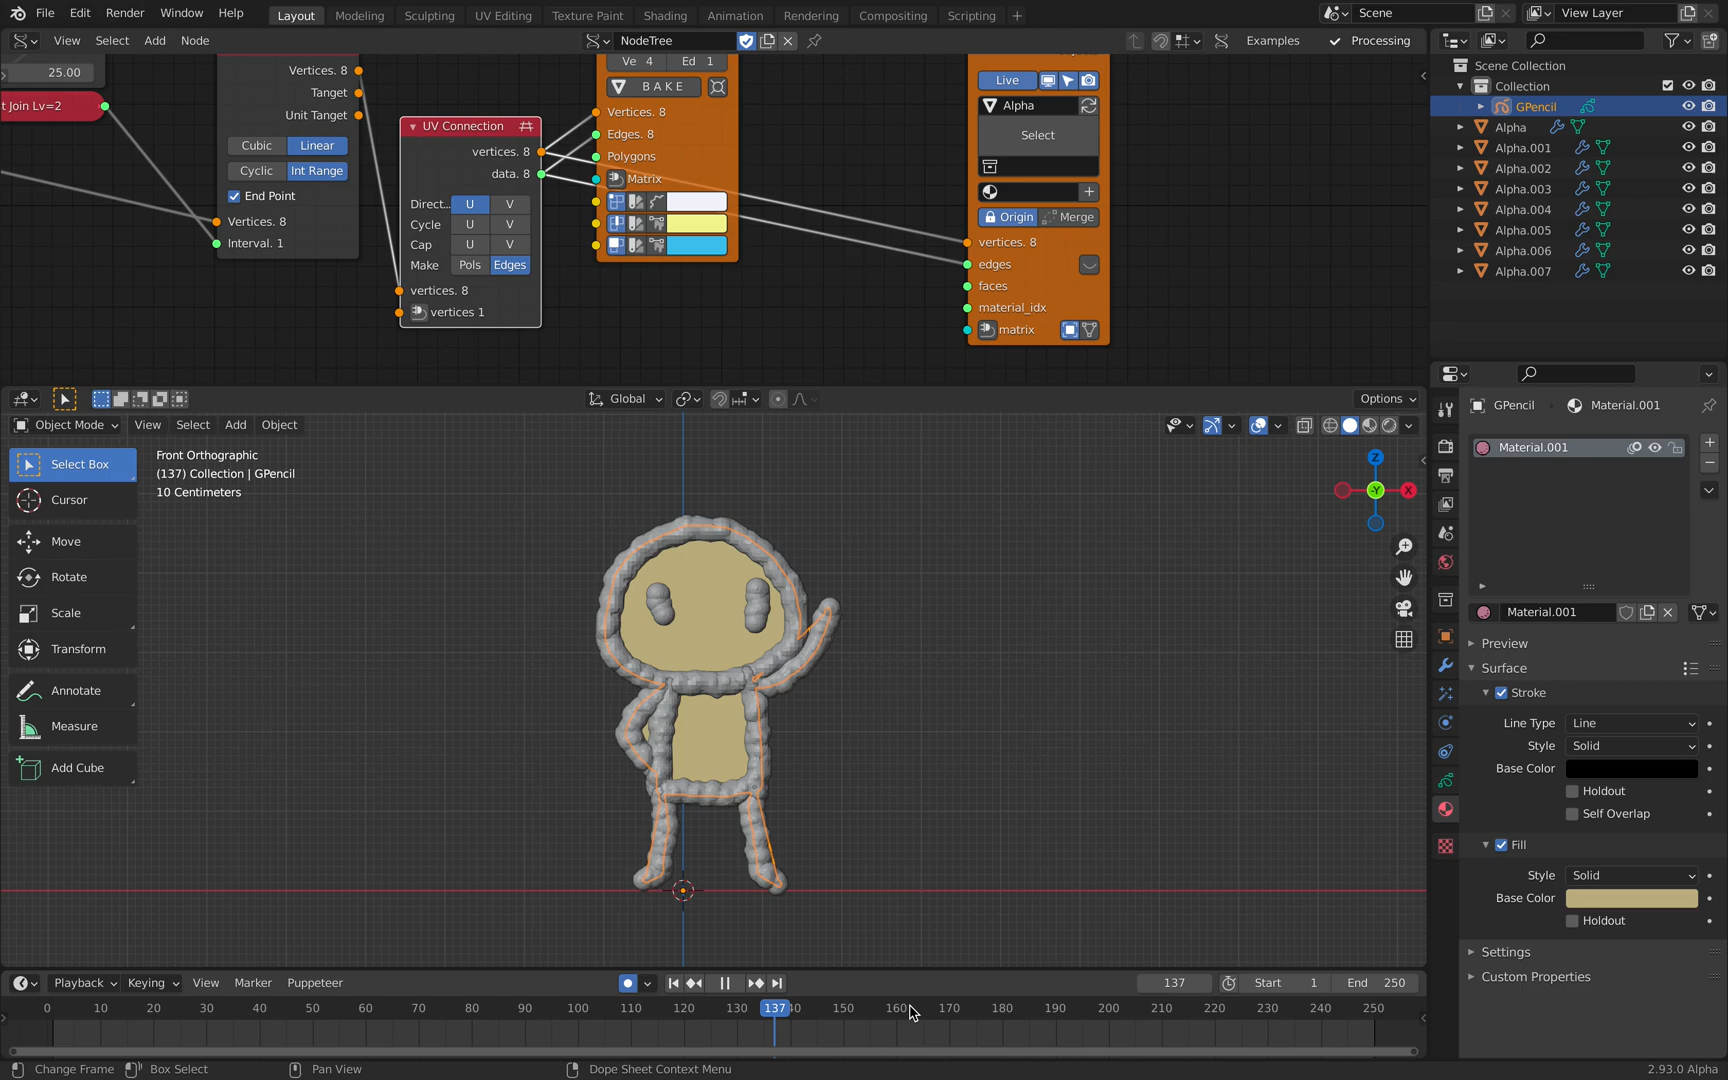 File Edit Render Window Help Layout Modeling Sculpting UV Editing Texture Paint Shading Animation Rendering Compositing Scripting + Scene View Layer
View Select Add Node NodeTree Examples Processing
25.00
t Join Lv=2
Vertices. 8
Tanget
Unit Tanget
Cubic Linear
Cyclic Int Range
End Point
Vertices. 8
Interval. 1
UV Connection
vertices. 8
data. 8
Direct... U V
Cycle U V
Cap U V
Make Pols Edges
vertices. 8
vertices 1
Ve 4 Ed 1
B A K E
Vertices. 8
Edges. 8
Polygons
Matrix
Live
Alpha
Select
Origin Merge
vertices. 8
edges
faces
material_idx
matrix
Scene Collection
Collection
GPencil
Alpha
Alpha.001
Alpha.002
Alpha.003
Alpha.004
Alpha.005
Alpha.006
Alpha.007
Global Options
Object Mode View Select Add Object
Select Box
Cursor
Move
Rotate
Scale
Transform
Annotate
Measure
Add Cube
Front Orthographic
(137) Collection | GPencil
10 Centimeters
Z
-Y
X
GPencil Material.001
Material.001
Material.001
Preview
Surface
Stroke
Line Type Line
Style Solid
Base Color
Holdout
Self Overlap
Fill
Style Solid
Base Color
Holdout
Settings
Custom Properties
Playback Keying View Marker Puppeteer 137 Start 1 End 250
0 10 20 30 40 50 60 70 80 90 100 110 120 130 137 40 150 160 170 180 190 200 210 220 230 240 250
Change Frame Box Select Pan View Dope Sheet Context Menu 2.93.0 Alpha